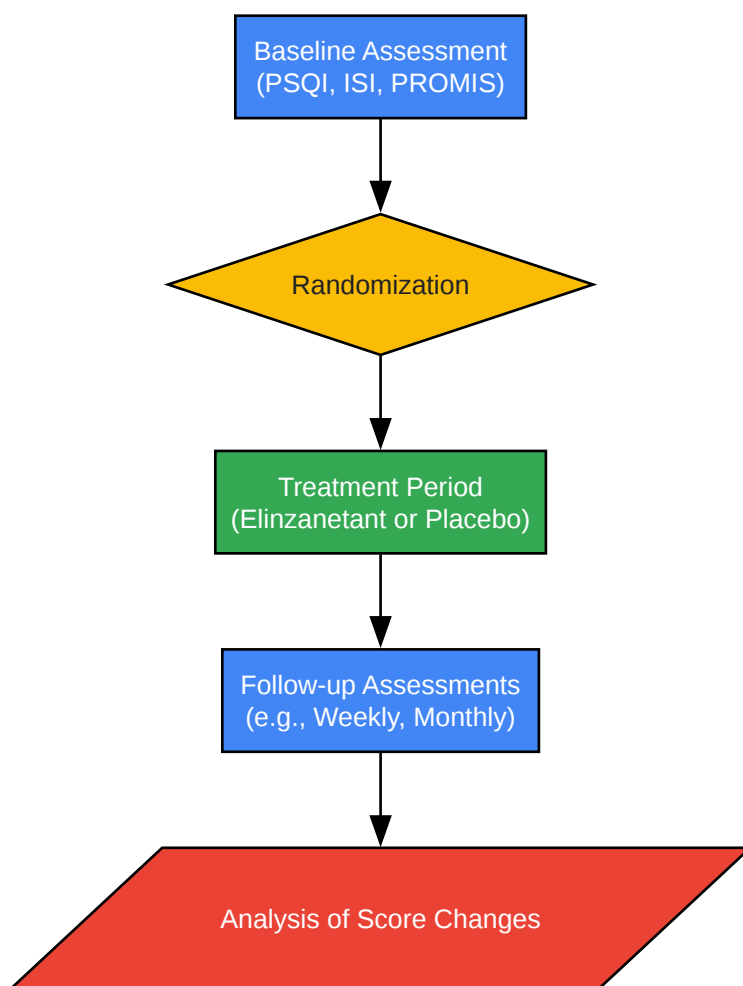 Baseline Assessment
(PSQI, ISI, PROMIS)
Randomization
Treatment Period
(Elinzanetant or Placebo)
Follow-up Assessments
(e.g., Weekly, Monthly)
Analysis of Score Changes